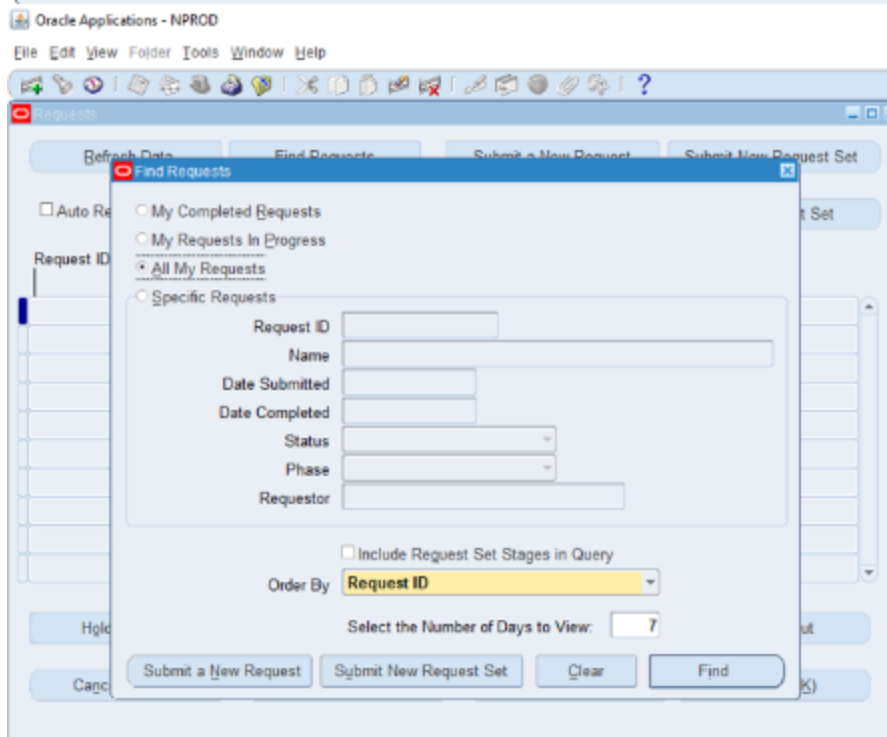 Oracle Applications - NPROD
File Edit View Folder Tools Window Help
Requests
Refresh Data Find Requests Submit a New Request Submit New Request Set
Find Requests
My Completed Requests
Auto Re
t Set
My Requests In Progress
Request ID
All My Requests
Specific Requests
Request ID
Name
Date Submitted
Date Completed
Status
Phase
Requestor
Include Request Set Stages in Query
Order By Request ID
Select the Number of Days to View: 7
Hold
ut
Submit a New Request Submit New Request Set Clear Find
Canc
K)